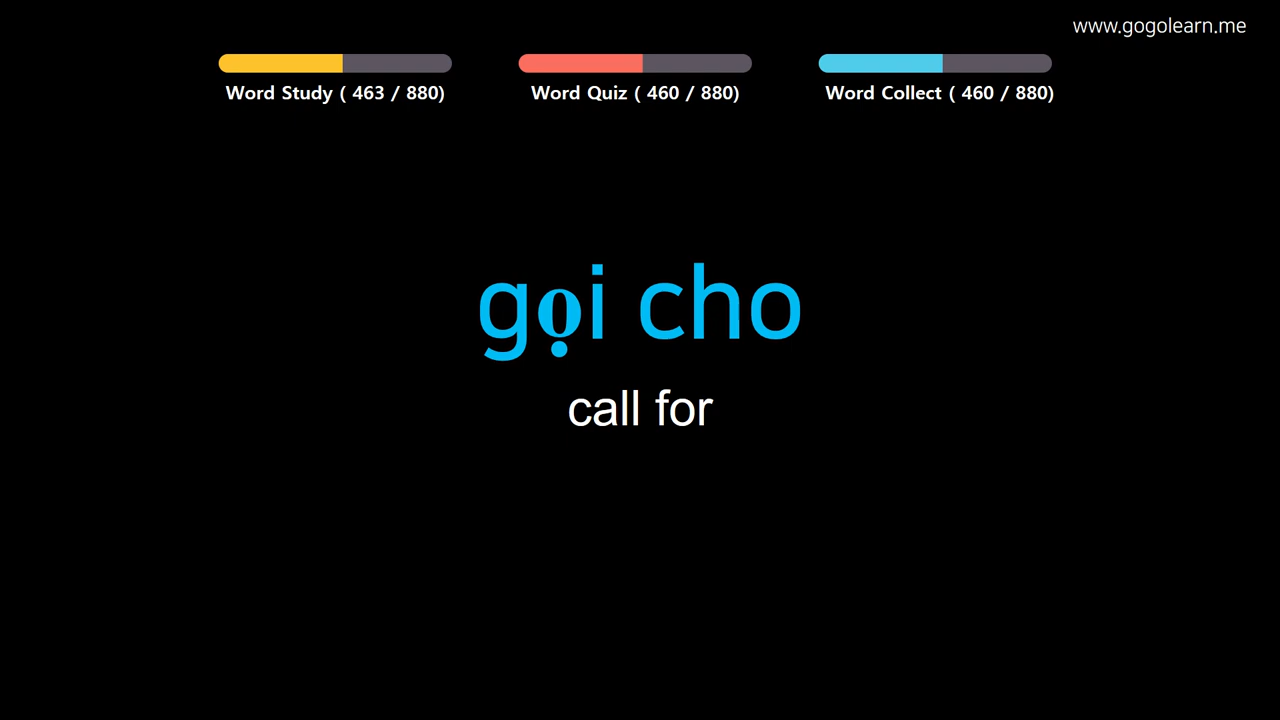 www.gogolearn.me
Word Study ( 463 / 880)
Word Quiz ( 460 / 880)
Word Collect ( 460 / 880)
gọi cho
call for